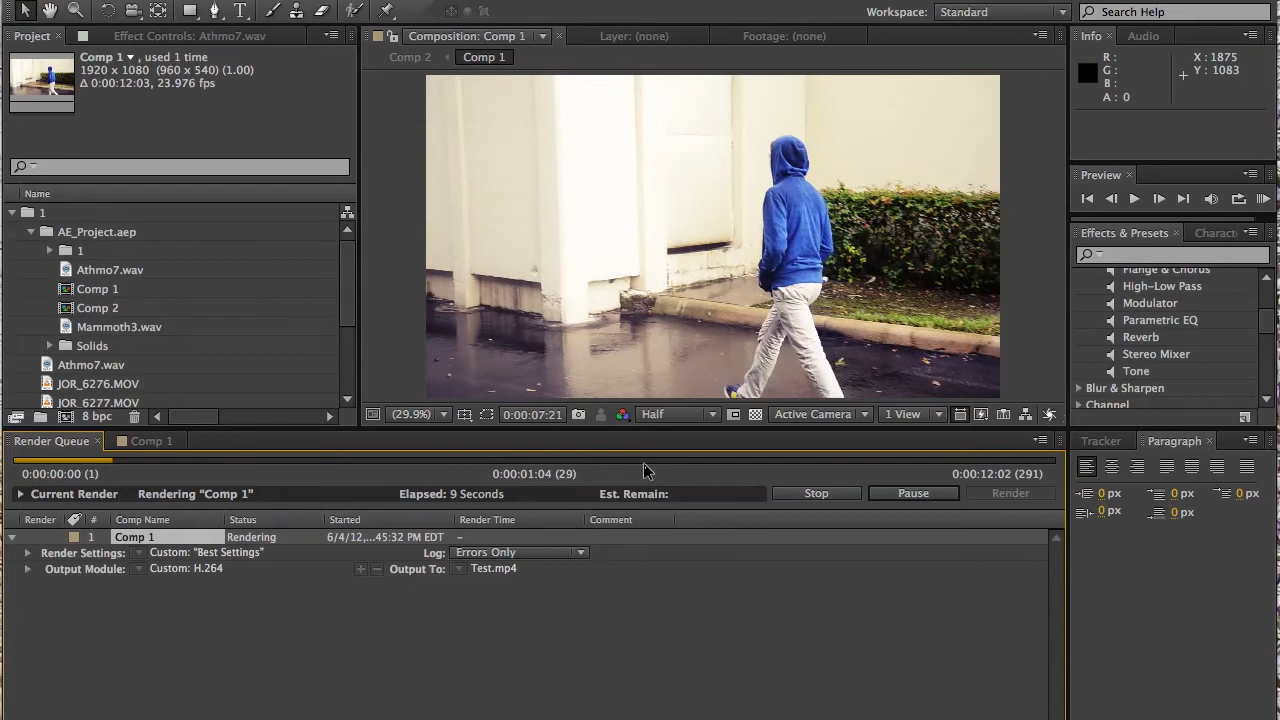 Workspace: Standard Search Help
Project Effect Controls: Athmo7.wav
Composition: Comp 1 Layer: (none) Footage: (none)
Info Audio
Comp 1 , used 1 time
1920 x 1080 (960 x 540) (1.00)
Δ 0:00:12:03, 23.976 fps
Comp 2 Comp 1
R :
G :
B :
A : 0
X : 1875
Y : 1083
Preview
Name
1
AE_Project.aep
1
Athmo7.wav
Comp 1
Comp 2
Mammoth3.wav
Solids
Athmo7.wav
JOR_6276.MOV
JOR_6277.MOV
8 bpc
Effects & Presets Charact
Flange & Chorus
High-Low Pass
Modulator
Parametric EQ
Reverb
Stereo Mixer
Tone
Blur & Sharpen
Channel
(29.9%) 0:00:07:21 Half Active Camera 1 View
Render Queue Comp 1
Tracker Paragraph
0:00:00:00 (1) 0:00:01:04 (29) 0:00:12:02 (291)
Current Render Rendering "Comp 1" Elapsed: 9 Seconds Est. Remain: Stop Pause Render
0 px 0 px 0 px
0 px 0 px
Render # Comp Name Status Started Render Time Comment
1 Comp 1 Rendering 6/4/12,...45:32 PM EDT –
Render Settings: Custom: "Best Settings" Log: Errors Only
Output Module: Custom: H.264 Output To: Test.mp4